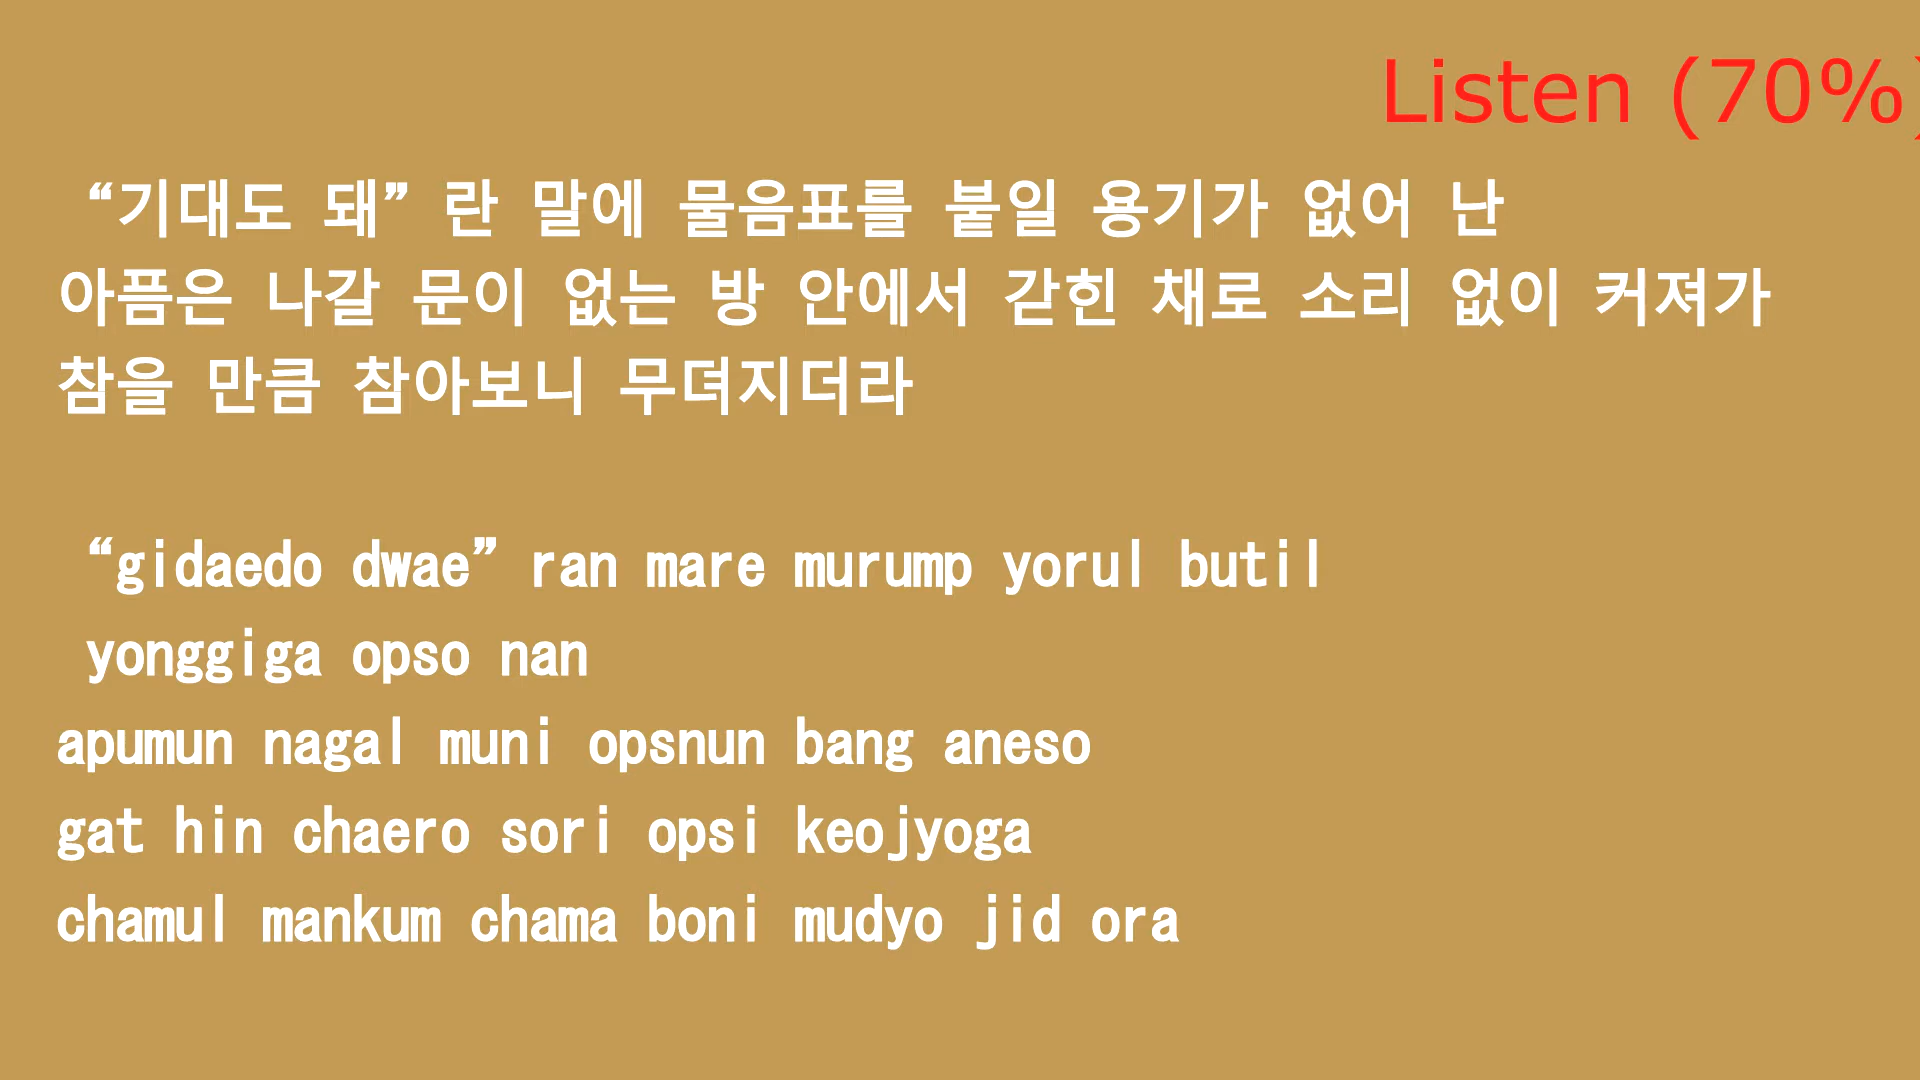 Listen (70%)
“기대도 돼”란 말에 물음표를 붙일 용기가 없어 난
아픔은 나갈 문이 없는 방 안에서 갇힌 채로 소리 없이 커져가
참을 만큼 참아보니 무뎌지더라
“gidaedo dwae”ran mare murump yorul butil
yonggiga opso nan
apumun nagal muni opsnun bang aneso
gat hin chaero sori opsi keojyoga
chamul mankum chama boni mudyo jid ora